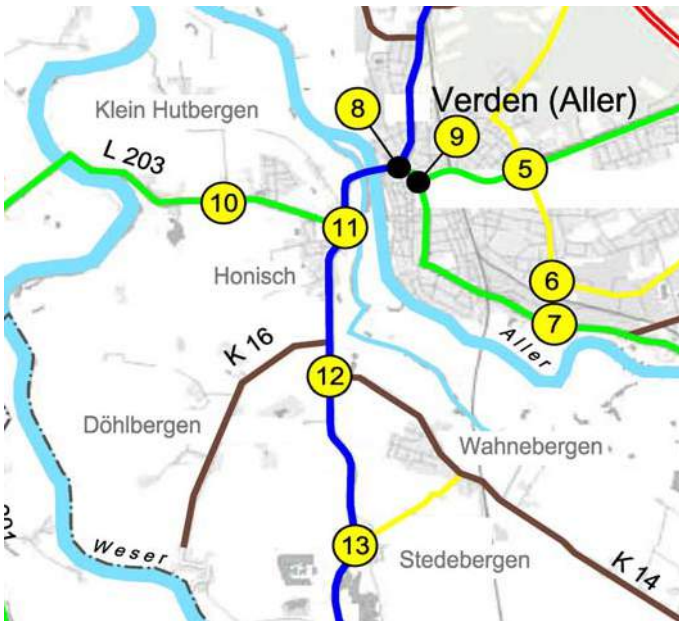 Klein Hutbergen
8
Verden (Aller)
9
L 203
5
10
11
Honisch
6
7
Aller
K 16
12
Döhlbergen
Wahnebergen
13
Weser
Stedebergen
K 14